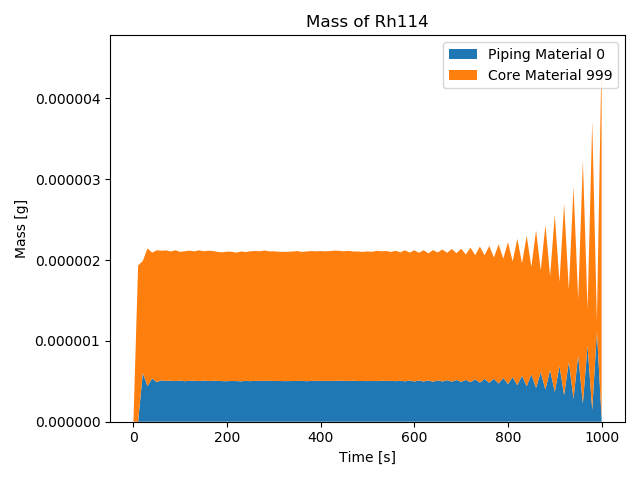 Mass of Rh114
Piping Material 0
Core Material 999
Mass [g]
0.000004
0.000003
0.000002
0.000001
0.000000
0
200
400
600
800
1000
Time [s]